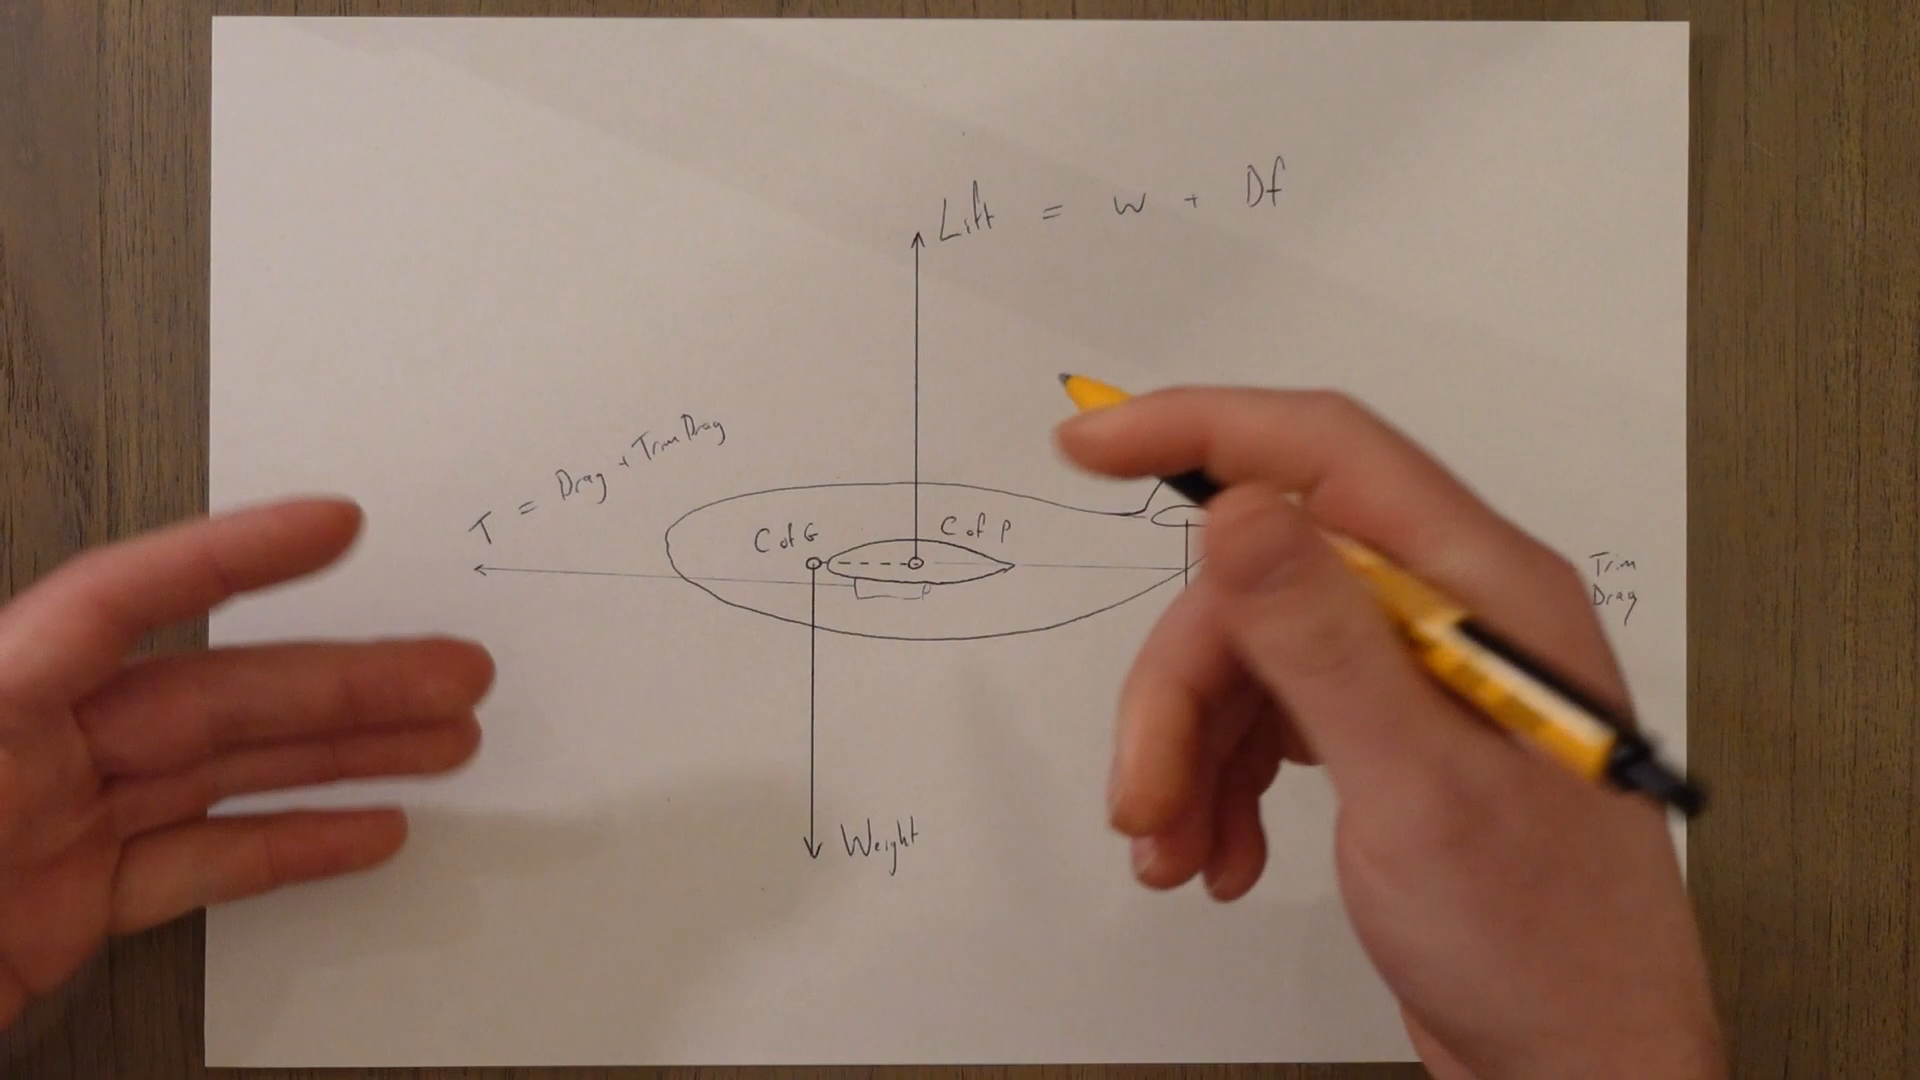 Lift = W + Df
T = Drag + Trim Drag
C of G
C of P
Trim
Drag
Weight